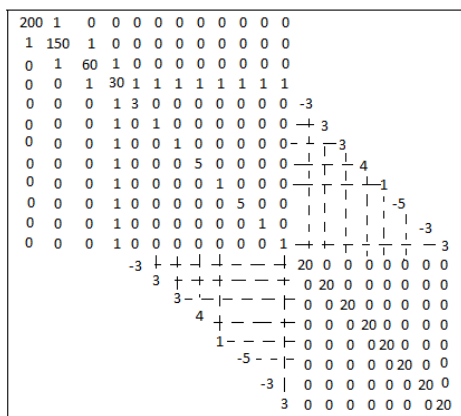 200 1 0 0 0 0 0 0 0 0 0 0
1 150 1 0 0 0 0 0 0 0 0 0
0 1 60 1 0 0 0 0 0 0 0 0
0 0 1 30 1 1 1 1 1 1 1 1
0 0 0 1 3 0 0 0 0 0 0 0 -3
0 0 0 1 0 1 0 0 0 0 0 0 3
0 0 0 1 0 0 1 0 0 0 0 0 3
0 0 0 1 0 0 0 5 0 0 0 0 4
0 0 0 1 0 0 0 0 1 0 0 0 1
0 0 0 1 0 0 0 0 0 5 0 0 -5
0 0 0 1 0 0 0 0 0 0 1 0 -3
0 0 0 1 0 0 0 0 0 0 0 1 3
-3 20 0 0 0 0 0 0 0
3 0 20 0 0 0 0 0 0
3 0 0 20 0 0 0 0 0
4 0 0 0 20 0 0 0 0
1 0 0 0 0 20 0 0 0
-5 0 0 0 0 0 20 0 0
-3 0 0 0 0 0 0 20 0
3 0 0 0 0 0 0 0 20